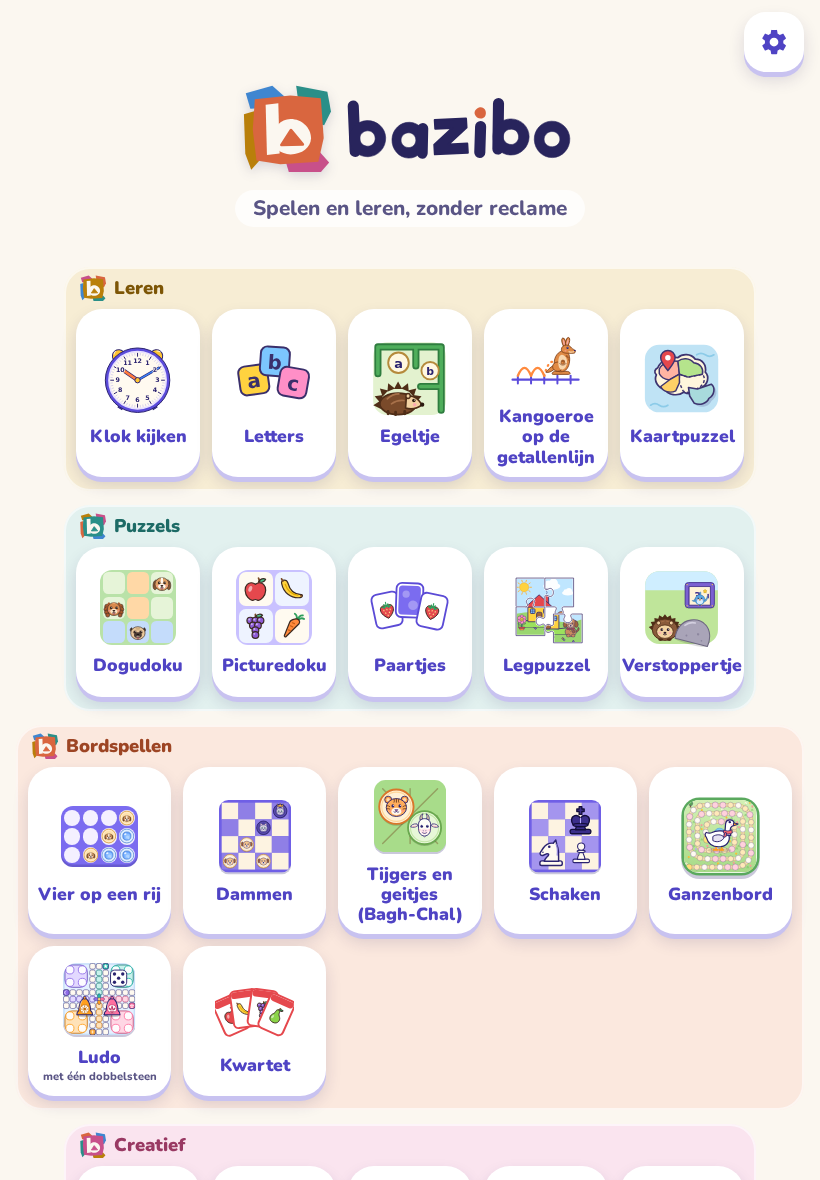 bazibo
Spelen en leren, zonder reclame
Leren
Klok kijken
Letters
Egeltje
Kangoeroe
op de
getallenlijn
Kaartpuzzel
Puzzels
Dogudoku
Picturedoku
Paartjes
Legpuzzel
Verstoppertje
Bordspellen
Vier op een rij
Dammen
Tijgers en
geitjes
(Bagh-Chal)
Schaken
Ganzenbord
Ludo
met één dobbelsteen
Kwartet
Creatief